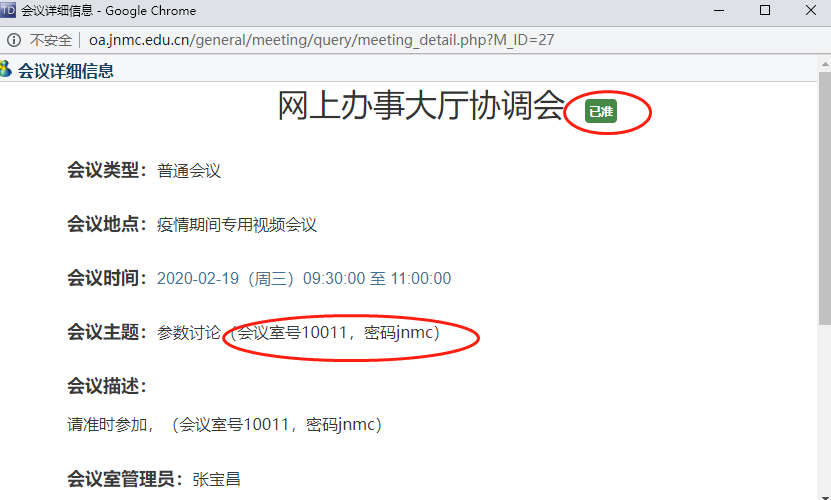 TD 会议详细信息 - Google Chrome
不安全 | oa.jnmc.edu.cn/general/meeting/query/meeting_detail.php?M_ID=27
会议详细信息
网上办事大厅协调会 已准
会议类型：普通会议
会议地点：疫情期间专用视频会议
会议时间：2020-02-19（周三）09:30:00 至 11:00:00
会议主题：参数讨论（会议室号10011，密码jnmc）
会议描述：
请准时参加，（会议室号10011，密码jnmc）
会议室管理员：张宝昌